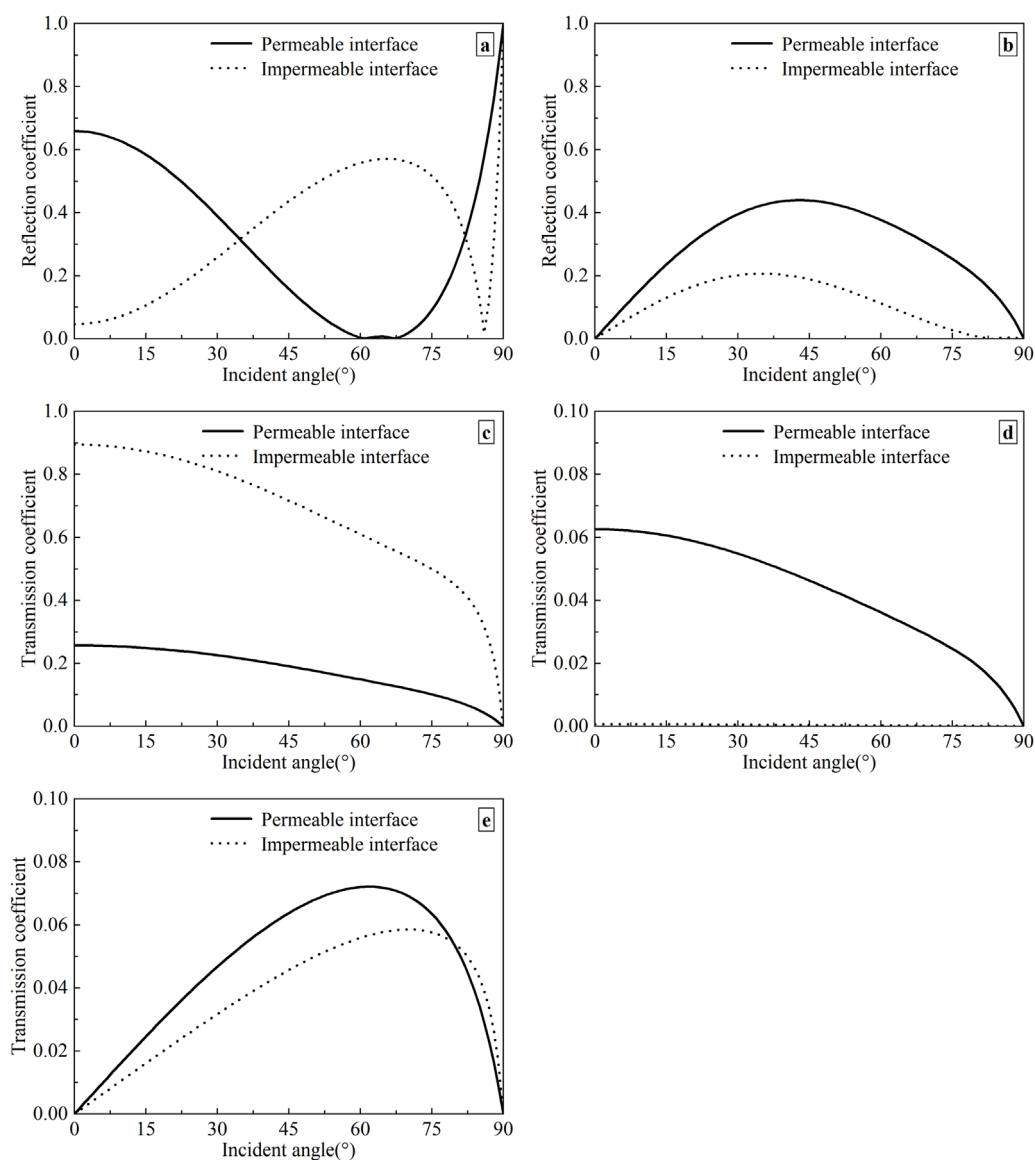 1.0
Permeable interface
a
Impermeable interface
0.8
0.6
Reflection coefficient
0.4
0.2
0.0
0 15 30 45 60 75 90
Incident angle(°)
1.0
Permeable interface
b
Impermeable interface
0.8
0.6
Reflection coefficient
0.4
0.2
0.0
0 15 30 45 60 75 90
Incident angle(°)
1.0
Permeable interface
c
Impermeable interface
0.8
0.6
Transmission coefficient
0.4
0.2
0.0
0 15 30 45 60 75 90
Incident angle(°)
0.10
Permeable interface
d
Impermeable interface
0.08
0.06
Transmission coefficient
0.04
0.02
0.00
0 15 30 45 60 75 90
Incident angle(°)
0.10
Permeable interface
e
Impermeable interface
0.08
0.06
Transmission coefficient
0.04
0.02
0.00
0 15 30 45 60 75 90
Incident angle(°)